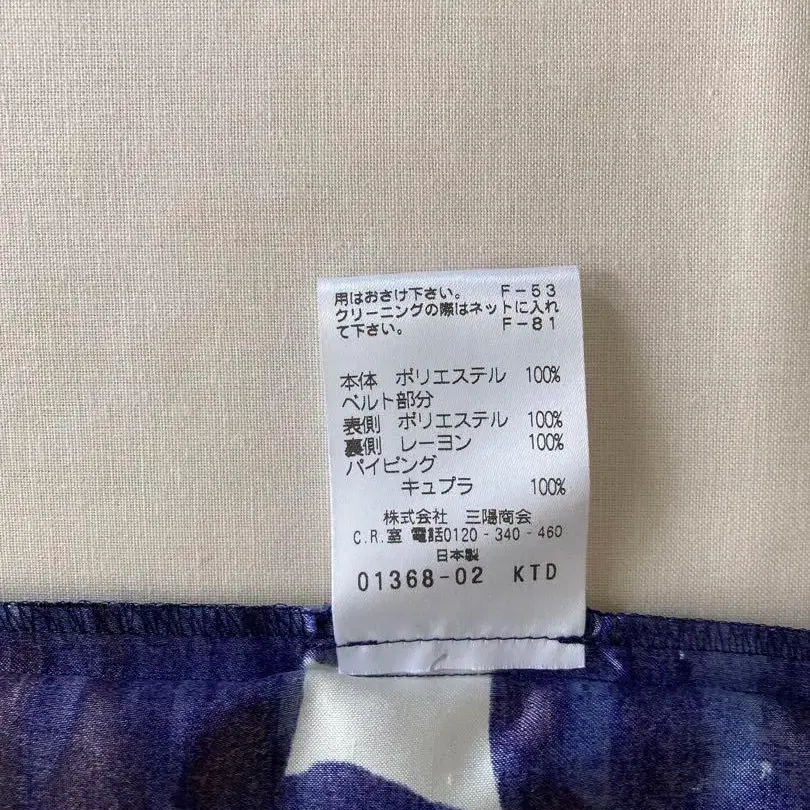 用はおさけ下さい。 F-53
クリーニングの際はネットに入れ
て下さい。 F-81
本体 ポリエステル 100%
ベルト部分
表側 ポリエステル 100%
裏側 レーヨン 100%
パイピング
キュプラ 100%
株式会社 三陽商会
C.R.室 電話0120-340-460
日本製
01368-02 KTD